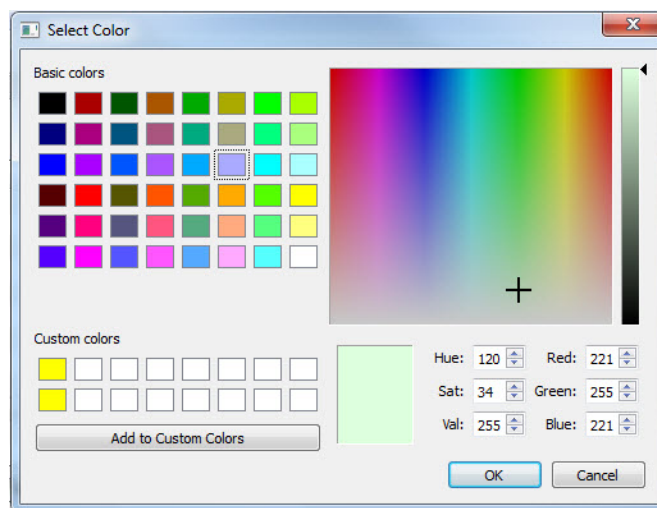 Select Color
Basic colors
Custom colors
Add to Custom Colors
Hue: 120 Red: 221
Sat: 34 Green: 255
Val: 255 Blue: 221
OK Cancel